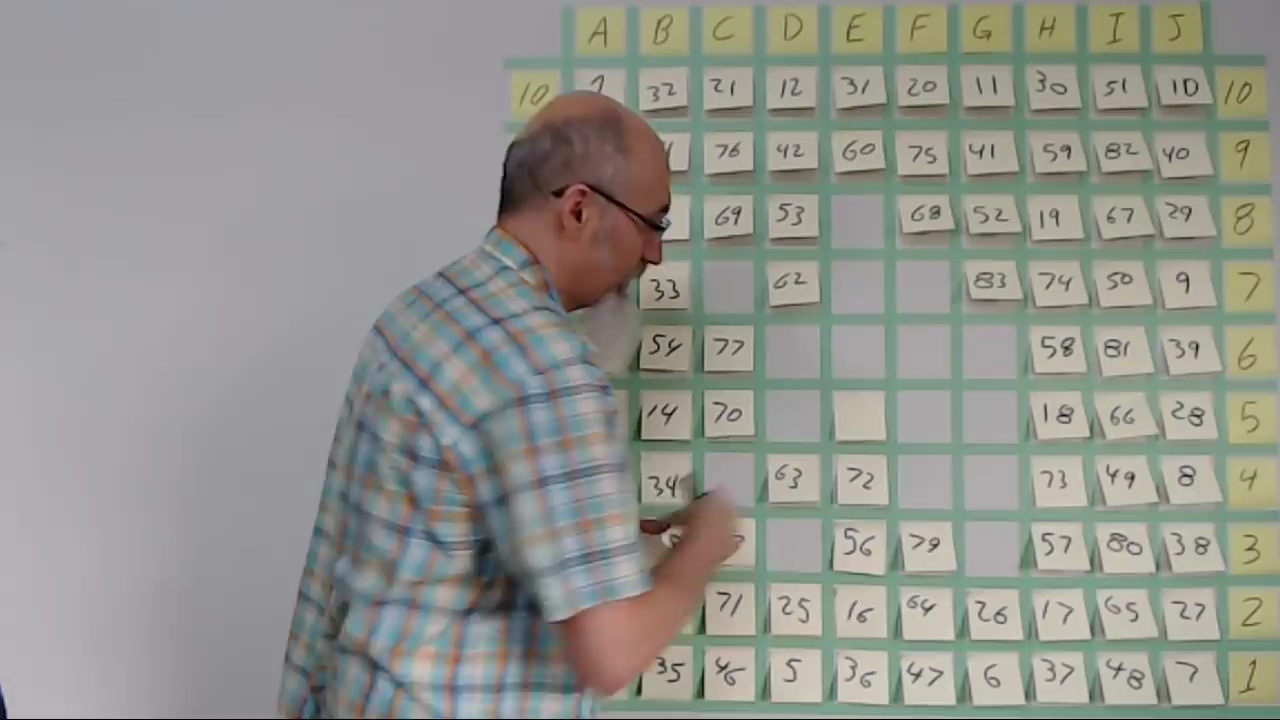 A B C D E F G H I J
10 32 21 12 31 20 11 30 51 10 10
76 42 60 75 41 59 82 40 9
69 53 68 52 19 67 29 8
33 62 83 74 50 9 7
54 77 58 81 39 6
14 70 18 66 28 5
34 63 72 73 49 8 4
56 79 57 80 38 3
71 25 16 64 26 17 65 27 2
35 46 5 36 47 6 37 48 7 1